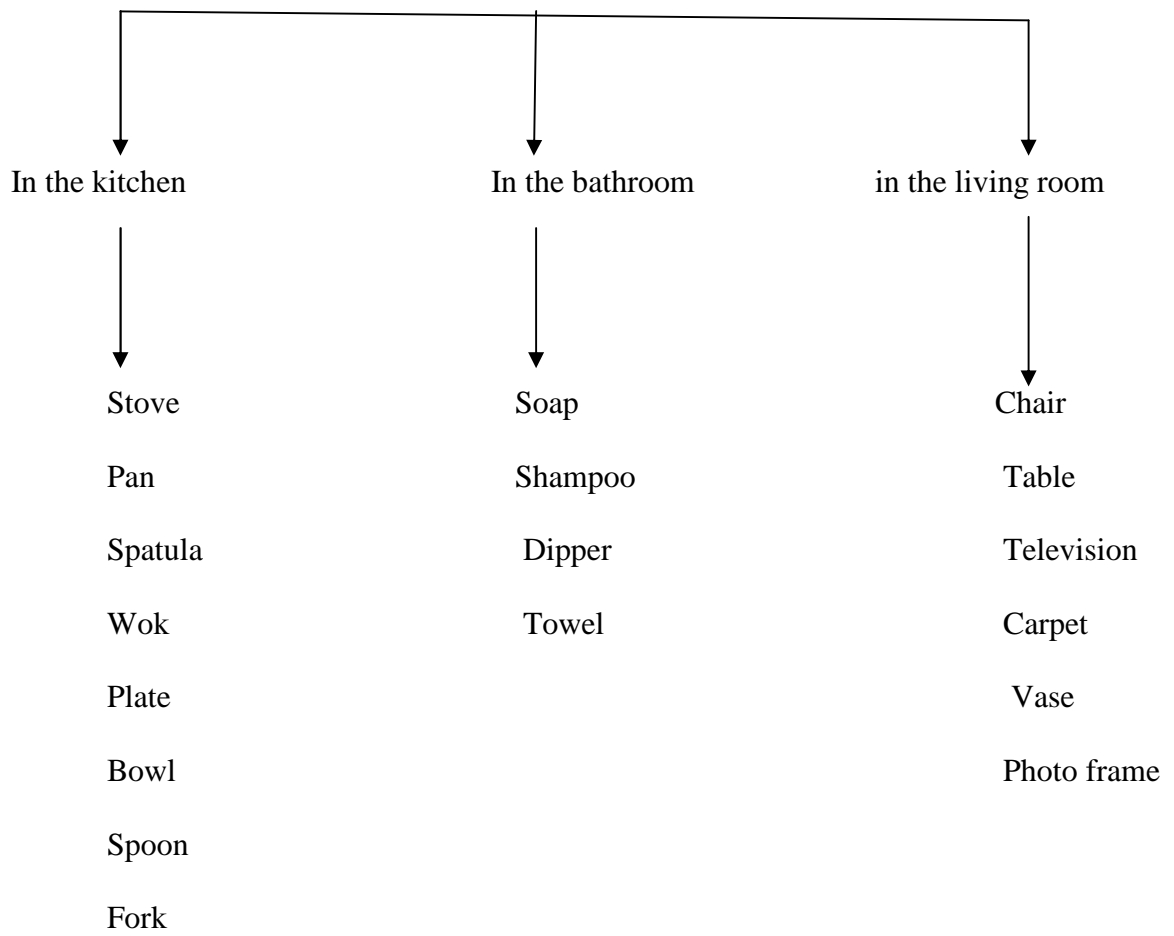 In the kitchen In the bathroom in the living room
Stove Soap Chair
Pan Shampoo Table
Spatula Dipper Television
Wok Towel Carpet
Plate Vase
Bowl Photo frame
Spoon
Fork